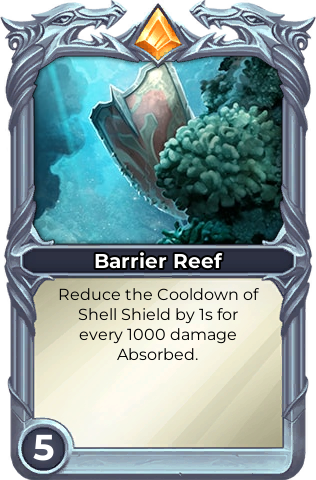 Barrier Reef
Reduce the Cooldown of
Shell Shield by 1s for
every 1000 damage
Absorbed.
5